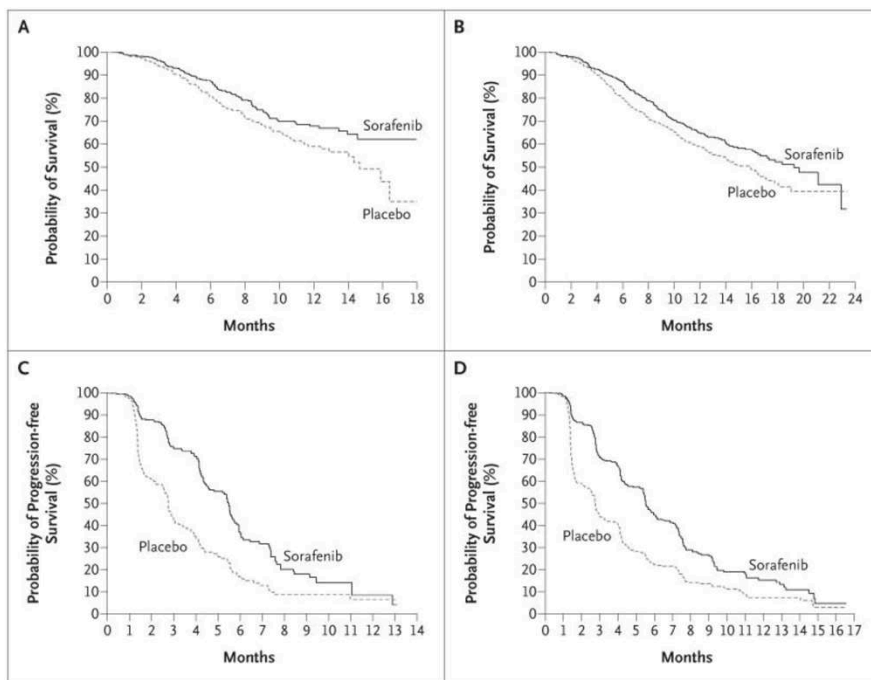 A
Probability of Survival (%)
100
90
80
70
60
50
40
30
20
10
0
Sorafenib
Placebo
0 2 4 6 8 10 12 14 16 18
Months
B
Probability of Survival (%)
100
90
80
70
60
50
40
30
20
10
0
Sorafenib
Placebo
0 2 4 6 8 10 12 14 16 18 20 22 24
Months
C
Probability of Progression-free
Survival (%)
100
90
80
70
60
50
40
30
20
10
0
Placebo
Sorafenib
0 1 2 3 4 5 6 7 8 9 10 11 12 13 14
Months
D
Probability of Progression-free
Survival (%)
100
90
80
70
60
50
40
30
20
10
0
Placebo
Sorafenib
0 1 2 3 4 5 6 7 8 9 10 11 12 13 14 15 16 17
Months